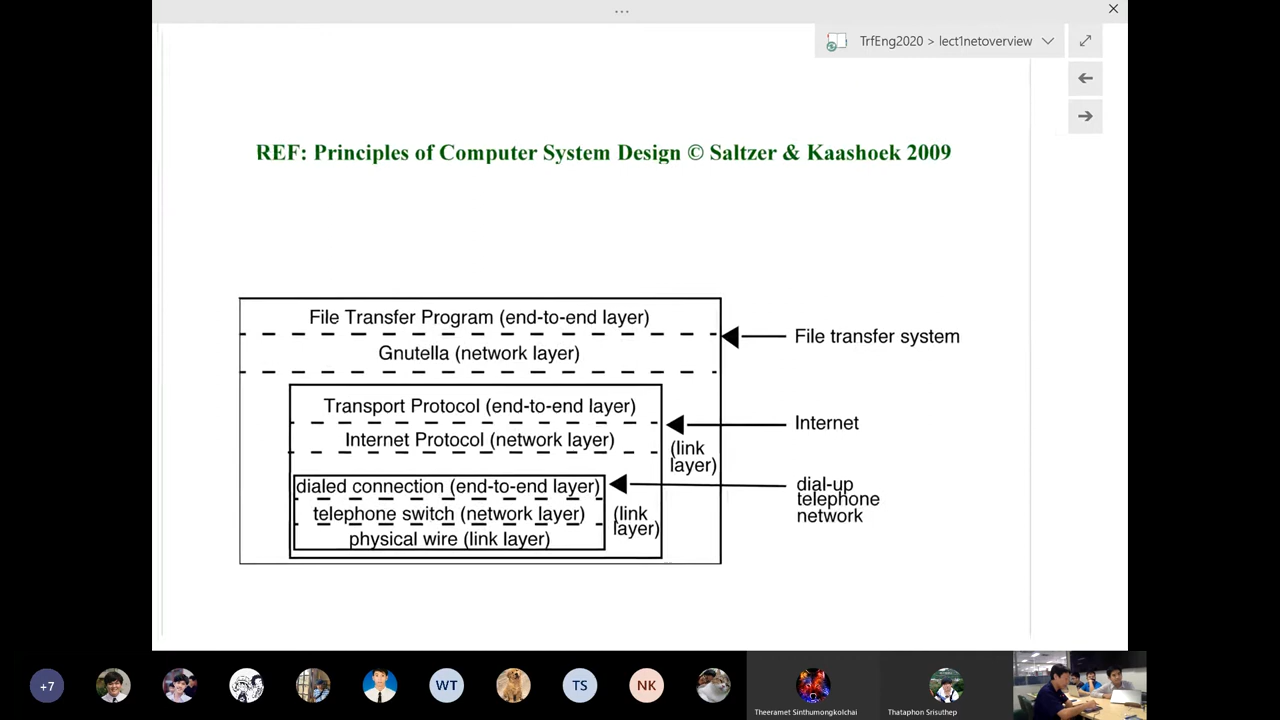 TrfEng2020 > lect1netoverview
REF: Principles of Computer System Design © Saltzer & Kaashoek 2009
File Transfer Program (end-to-end layer)
Gnutella (network layer)
File transfer system
Transport Protocol (end-to-end layer)
Internet Protocol (network layer)
Internet
(link
layer)
dialed connection (end-to-end layer)
telephone switch (network layer)
physical wire (link layer)
(link
layer)
dial-up
telephone
network
+7
WT
TS
NK
Theeramet Sinthumongkolchai
Thataphon Srisuthep